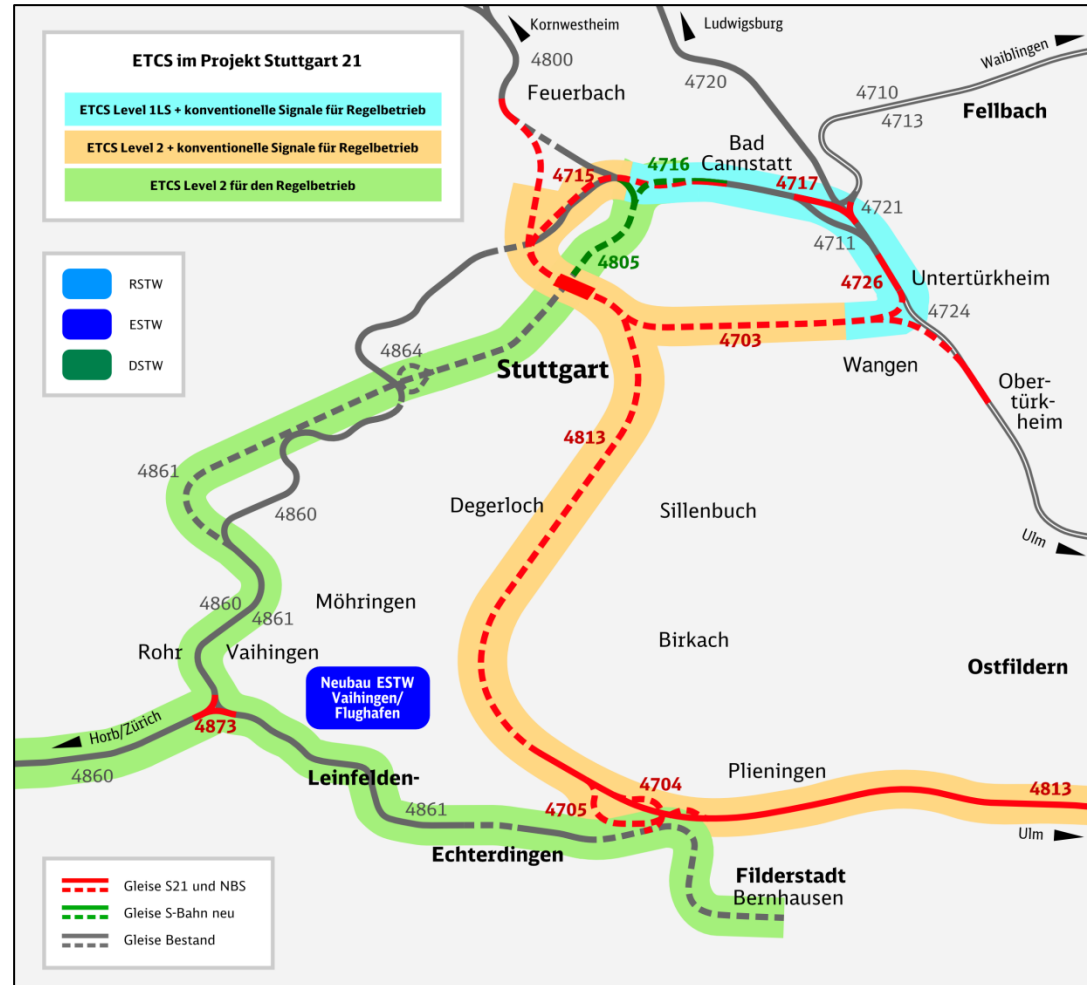 ETCS im Projekt Stuttgart 21
ETCS Level 1LS + konventionelle Signale für Regelbetrieb
ETCS Level 2 + konventionelle Signale für Regelbetrieb
ETCS Level 2 für den Regelbetrieb
RSTW
ESTW
DSTW
Kornwestheim
4800
Feuerbach
Ludwigsburg
4720
Waiblingen
4710
4713
Fellbach
Bad
Cannstatt
4716
4715
4717
4721
4711
4805
4726
Untertürkheim
4724
4703
Wangen
Ober-
türk-
heim
Ulm
4864
Stuttgart
4813
4861
4860
Degerloch
Sillenbuch
4860
4861
Möhringen
Rohr
Vaihingen
Birkach
Ostfildern
Neubau ESTW
Vaihingen/
Flughafen
Horb/Zürich
4873
4860
Leinfelden-
4861
Echterdingen
4705
4704
Plieningen
4813
Ulm
Filderstadt
Bernhausen
Gleise S21 und NBS
Gleise S-Bahn neu
Gleise Bestand